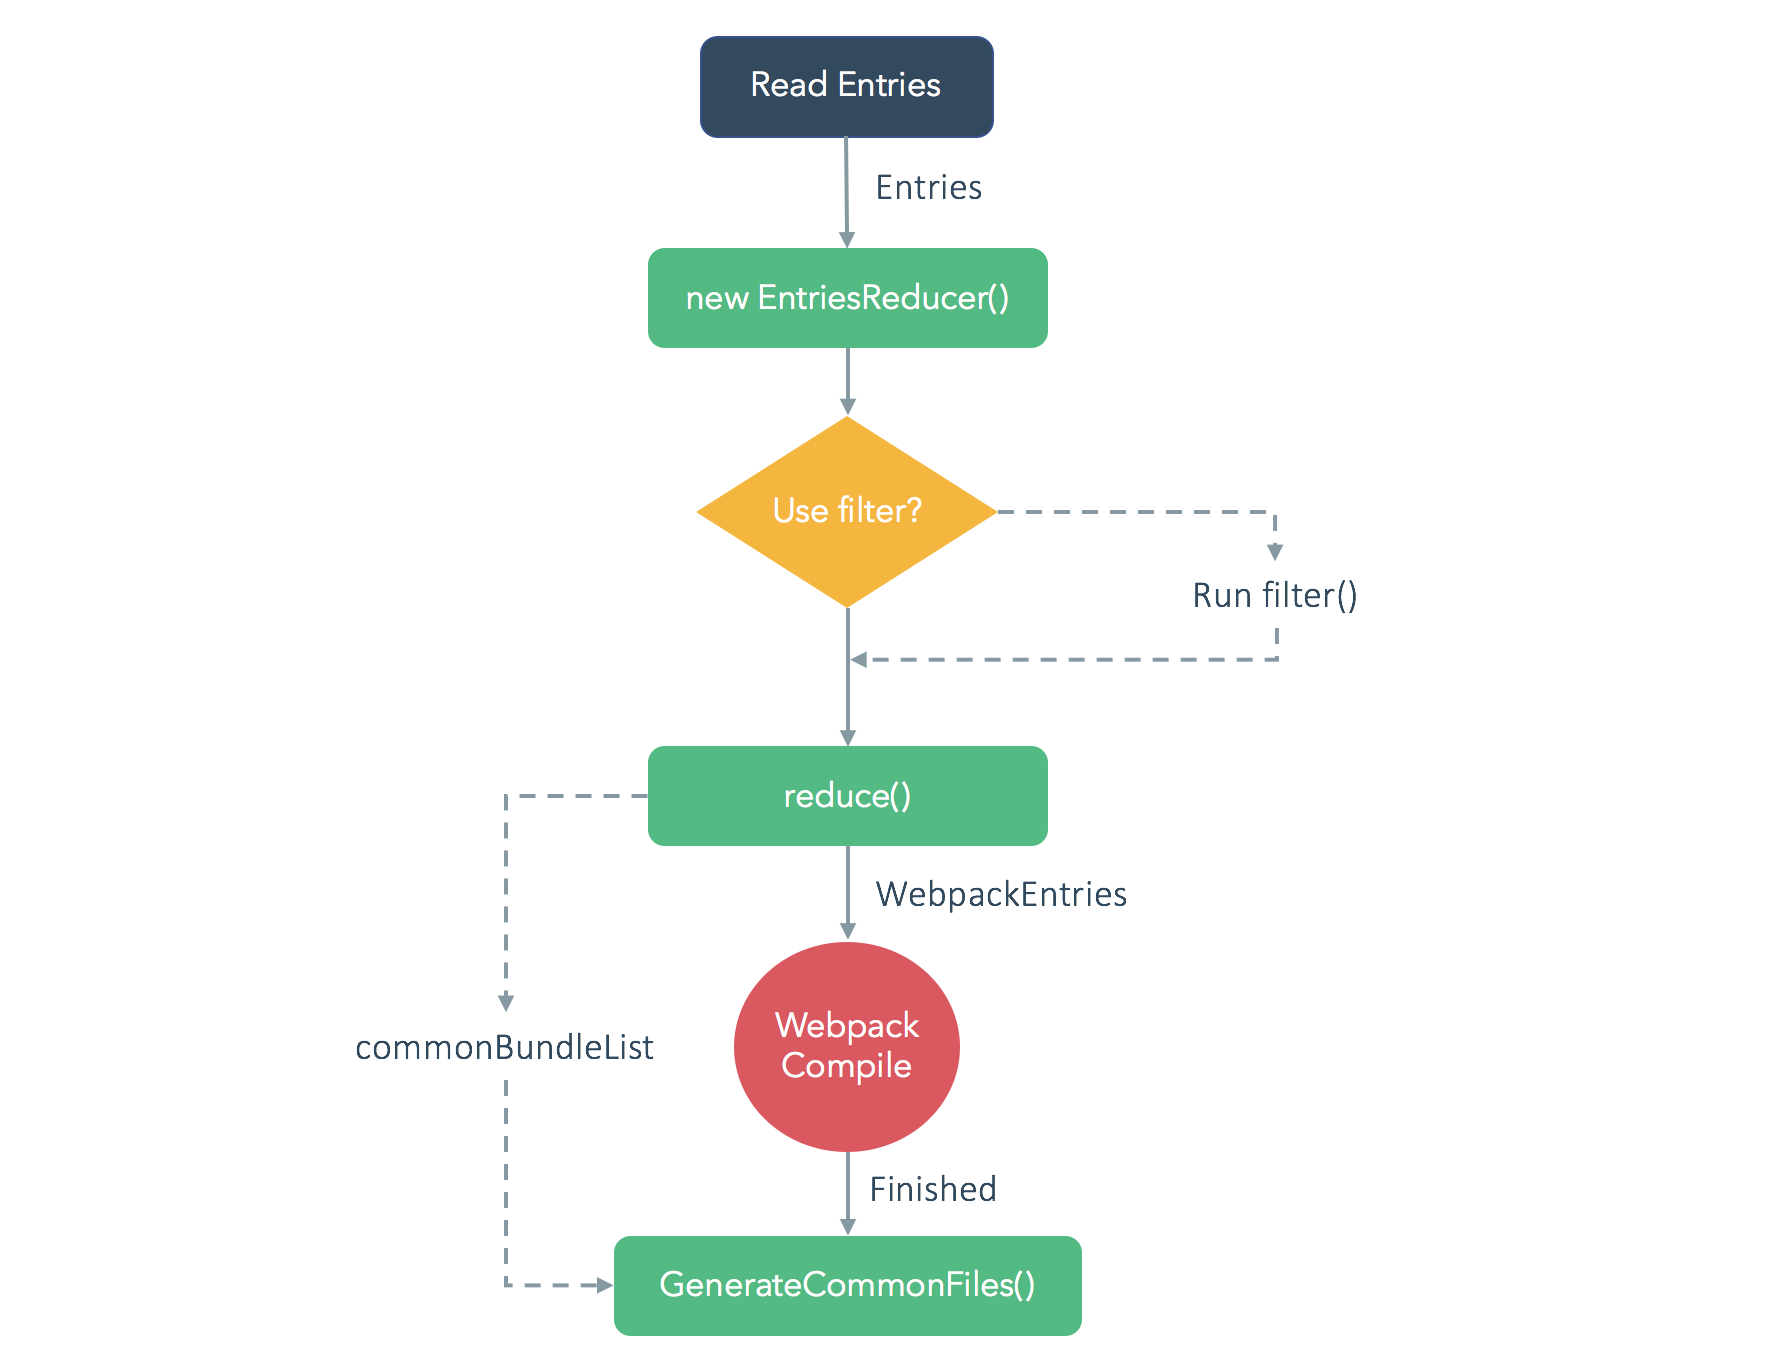 Read Entries
Entries
new EntriesReducer()
Use filter?
Run filter()
reduce()
WebpackEntries
Webpack
Compile
commonBundleList
Finished
GenerateCommonFiles()